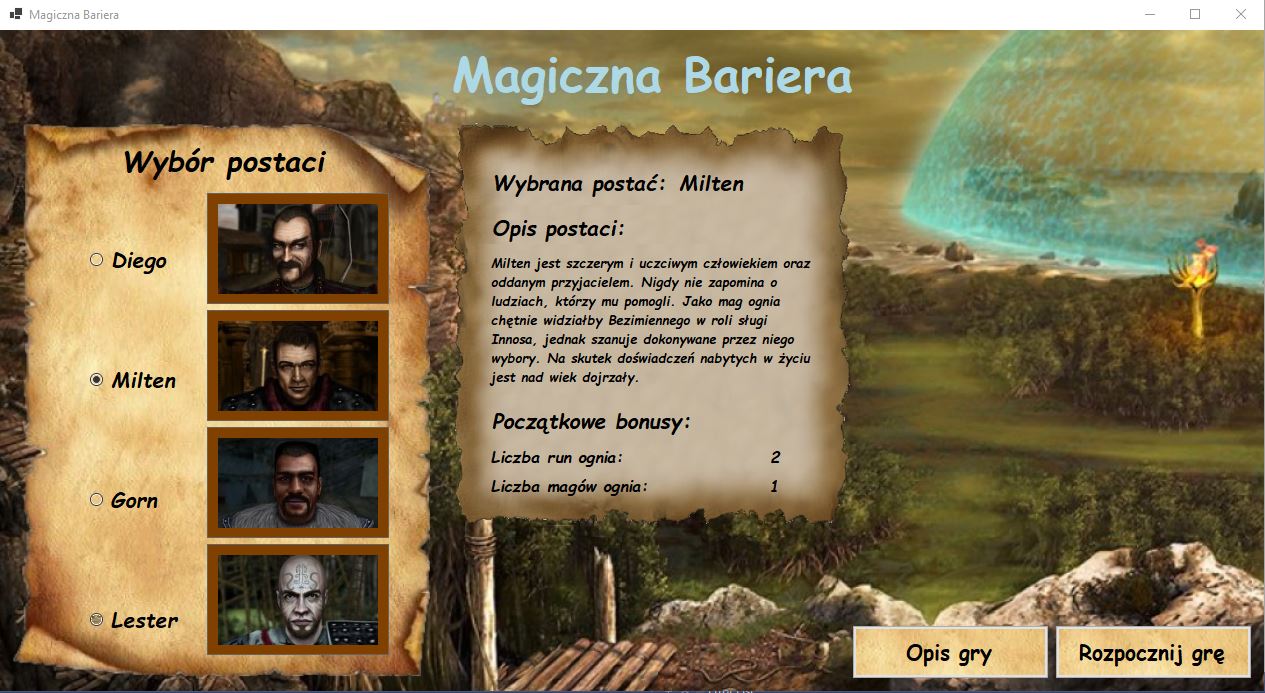 Magiczna Bariera
Magiczna Bariera
Wybór postaci
Diego
Milten
Gorn
Lester
Wybrana postać: Milten
Opis postaci:
Milten jest szczerym i uczciwym człowiekiem oraz
oddanym przyjacielem. Nigdy nie zapomina o
ludziach, którzy mu pomogli. Jako mag ognia
chętnie widziałby Bezimiennego w roli sługi
Innosa, jednak szanuje dokonywane przez niego
wybory. Na skutek doświadczeń nabytych w życiu
jest nad wiek dojrzały.
Początkowe bonusy:
Liczba run ognia: 2
Liczba magów ognia: 1
Opis gry
Rozpocznij grę